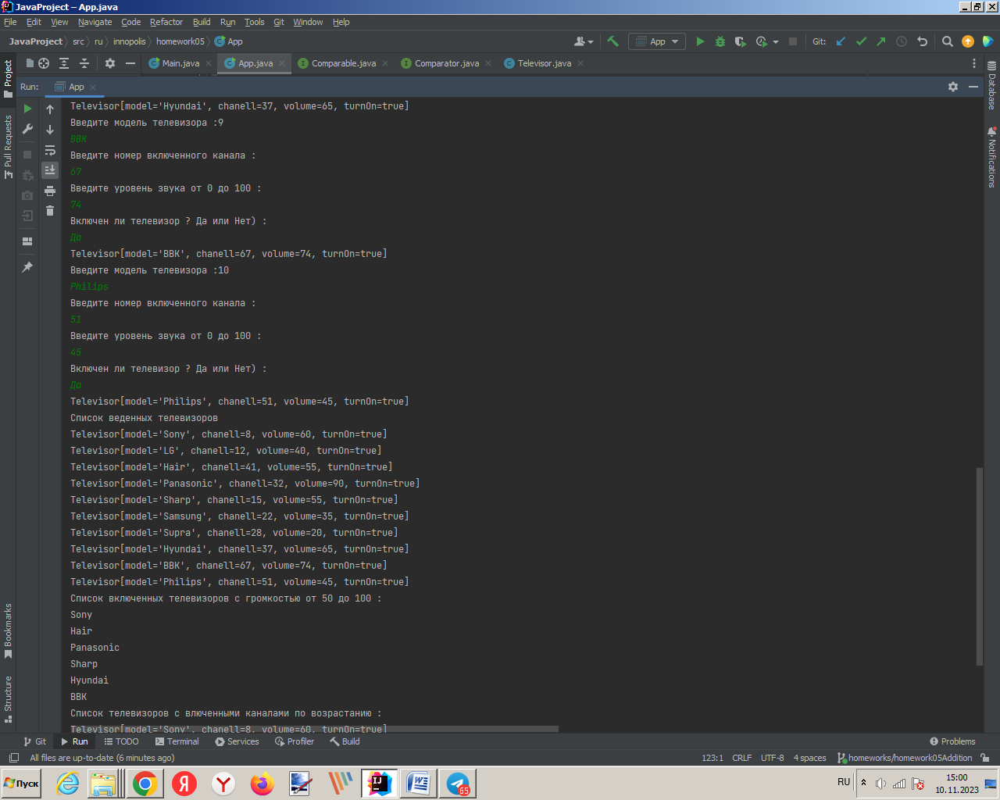 JavaProject – App.java
File Edit View Navigate Code Refactor Build Run Tools Git Window Help
JavaProject src ru innopolis homework05 App
App
Git:
Main.java App.java Comparable.java Comparator.java Televisor.java
Run: App
Project
Pull Requests
Bookmarks
Structure
Database
Notifications
Televisor[model='Hyundai', chanell=37, volume=65, turnOn=true]
Введите модель телевизора :9
BBK
Введите номер включенного канала :
67
Введите уровень звука от 0 до 100 :
74
Включен ли телевизор ? Да или Нет) :
Да
Televisor[model='BBK', chanell=67, volume=74, turnOn=true]
Введите модель телевизора :10
Philips
Введите номер включенного канала :
51
Введите уровень звука от 0 до 100 :
45
Включен ли телевизор ? Да или Нет) :
Да
Televisor[model='Philips', chanell=51, volume=45, turnOn=true]
Список веденных телевизоров
Televisor[model='Sony', chanell=8, volume=60, turnOn=true]
Televisor[model='LG', chanell=12, volume=40, turnOn=true]
Televisor[model='Hair', chanell=41, volume=55, turnOn=true]
Televisor[model='Panasonic', chanell=32, volume=90, turnOn=true]
Televisor[model='Sharp', chanell=15, volume=55, turnOn=true]
Televisor[model='Samsung', chanell=22, volume=35, turnOn=true]
Televisor[model='Supra', chanell=28, volume=20, turnOn=true]
Televisor[model='Hyundai', chanell=37, volume=65, turnOn=true]
Televisor[model='BBK', chanell=67, volume=74, turnOn=true]
Televisor[model='Philips', chanell=51, volume=45, turnOn=true]
Список включенных телевизоров с громкостью от 50 до 100 :
Sony
Hair
Panasonic
Sharp
Hyundai
BBK
Список телевизоров с влюченными каналами по возрастанию :
Televisor[model='Sony', chanell=8, volume=60, turnOn=true]
Git Run TODO Terminal Services Profiler Build Problems
All files are up-to-date (6 minutes ago) 123:1 CRLF UTF-8 4 spaces homeworks/homework05Addition
Пуск
65
RU
15:00
10.11.2023